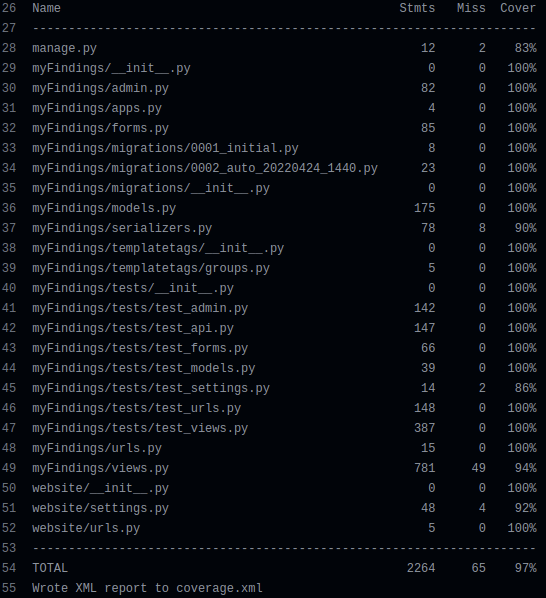 26 Name Stmts Miss Cover
27 ----------------------------------------------------------------------
28 manage.py 12 2 83%
29 myFindings/__init__.py 0 0 100%
30 myFindings/admin.py 82 0 100%
31 myFindings/apps.py 4 0 100%
32 myFindings/forms.py 85 0 100%
33 myFindings/migrations/0001_initial.py 8 0 100%
34 myFindings/migrations/0002_auto_20220424_1440.py 23 0 100%
35 myFindings/migrations/__init__.py 0 0 100%
36 myFindings/models.py 175 0 100%
37 myFindings/serializers.py 78 8 90%
38 myFindings/templatetags/__init__.py 0 0 100%
39 myFindings/templatetags/groups.py 5 0 100%
40 myFindings/tests/__init__.py 0 0 100%
41 myFindings/tests/test_admin.py 142 0 100%
42 myFindings/tests/test_api.py 147 0 100%
43 myFindings/tests/test_forms.py 66 0 100%
44 myFindings/tests/test_models.py 39 0 100%
45 myFindings/tests/test_settings.py 14 2 86%
46 myFindings/tests/test_urls.py 148 0 100%
47 myFindings/tests/test_views.py 387 0 100%
48 myFindings/urls.py 15 0 100%
49 myFindings/views.py 781 49 94%
50 website/__init__.py 0 0 100%
51 website/settings.py 48 4 92%
52 website/urls.py 5 0 100%
53 ----------------------------------------------------------------------
54 TOTAL 2264 65 97%
55 Wrote XML report to coverage.xml